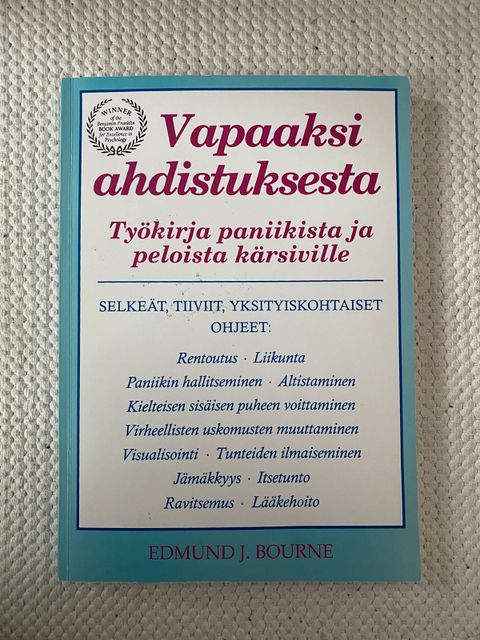 WINNER
of the
Benjamin Franklin
BOOK AWARD
for Excellence in
Psychology
Vapaaksi
ahdistuksesta
Työkirja paniikista ja
peloista kärsiville
SELKEÄT, TIIVIIT, YKSITYISKOHTAISET
OHJEET:
Rentoutus · Liikunta
Paniikin hallitseminen · Altistaminen
Kielteisen sisäisen puheen voittaminen
Virheellisten uskomusten muuttaminen
Visualisointi · Tunteiden ilmaiseminen
Jämäkkyys · Itsetunto
Ravitsemus · Lääkehoito
EDMUND J. BOURNE